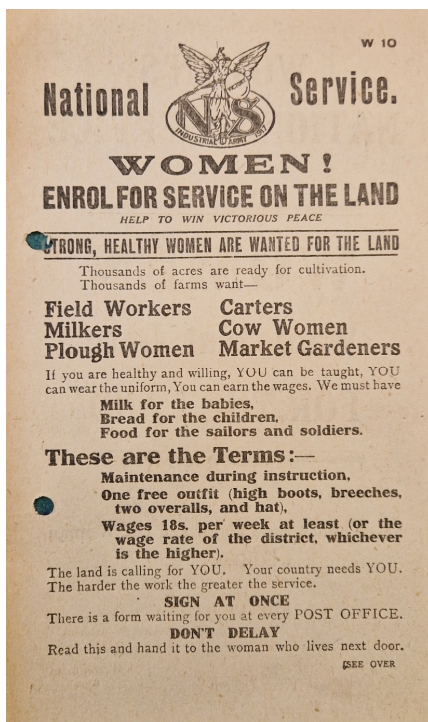 W 10
National Service.
VICTORY
NS
INDUSTRIAL ARMY 1917
WOMEN!
ENROL FOR SERVICE ON THE LAND
HELP TO WIN VICTORIOUS PEACE
STRONG, HEALTHY WOMEN ARE WANTED FOR THE LAND
Thousands of acres are ready for cultivation.
Thousands of farms want—
Field Workers Carters
Milkers Cow Women
Plough Women Market Gardeners
If you are healthy and willing, YOU can be taught, YOU
can wear the uniform, You can earn the wages. We must have
Milk for the babies,
Bread for the children,
Food for the sailors and soldiers.
These are the Terms:—
Maintenance during instruction,
One free outfit (high boots, breeches,
two overalls, and hat),
Wages 18s. per week at least (or the
wage rate of the district, whichever
is the higher).
The land is calling for YOU. Your country needs YOU.
The harder the work the greater the service.
SIGN AT ONCE
There is a form waiting for you at every POST OFFICE.
DON'T DELAY
Read this and hand it to the woman who lives next door.
[SEE OVER